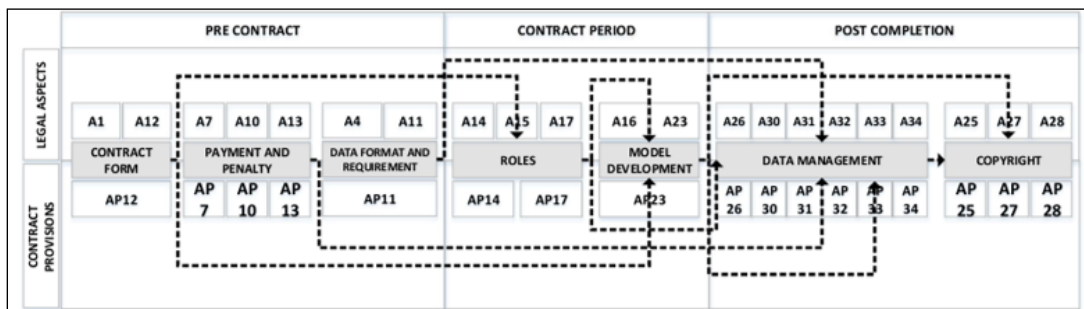 PRE CONTRACT CONTRACT PERIOD POST COMPLETION
LEGAL ASPECTS
A1 A12 A7 A10 A13 A4 A11 A14 A15 A17 A16 A23 A26 A30 A31 A32 A33 A34 A25 A27 A28
CONTRACT
FORM
PAYMENT AND
PENALTY
DATA FORMAT AND
REQUIREMENT
ROLES
MODEL
DEVELOPMENT
DATA MANAGEMENT
COPYRIGHT
CONTRACT
PROVISIONS
AP12
AP
7
AP
10
AP
13
AP11
AP14 AP17
AP23
AP
26
AP
30
AP
31
AP
32
AP
33
AP
34
AP
25
AP
27
AP
28